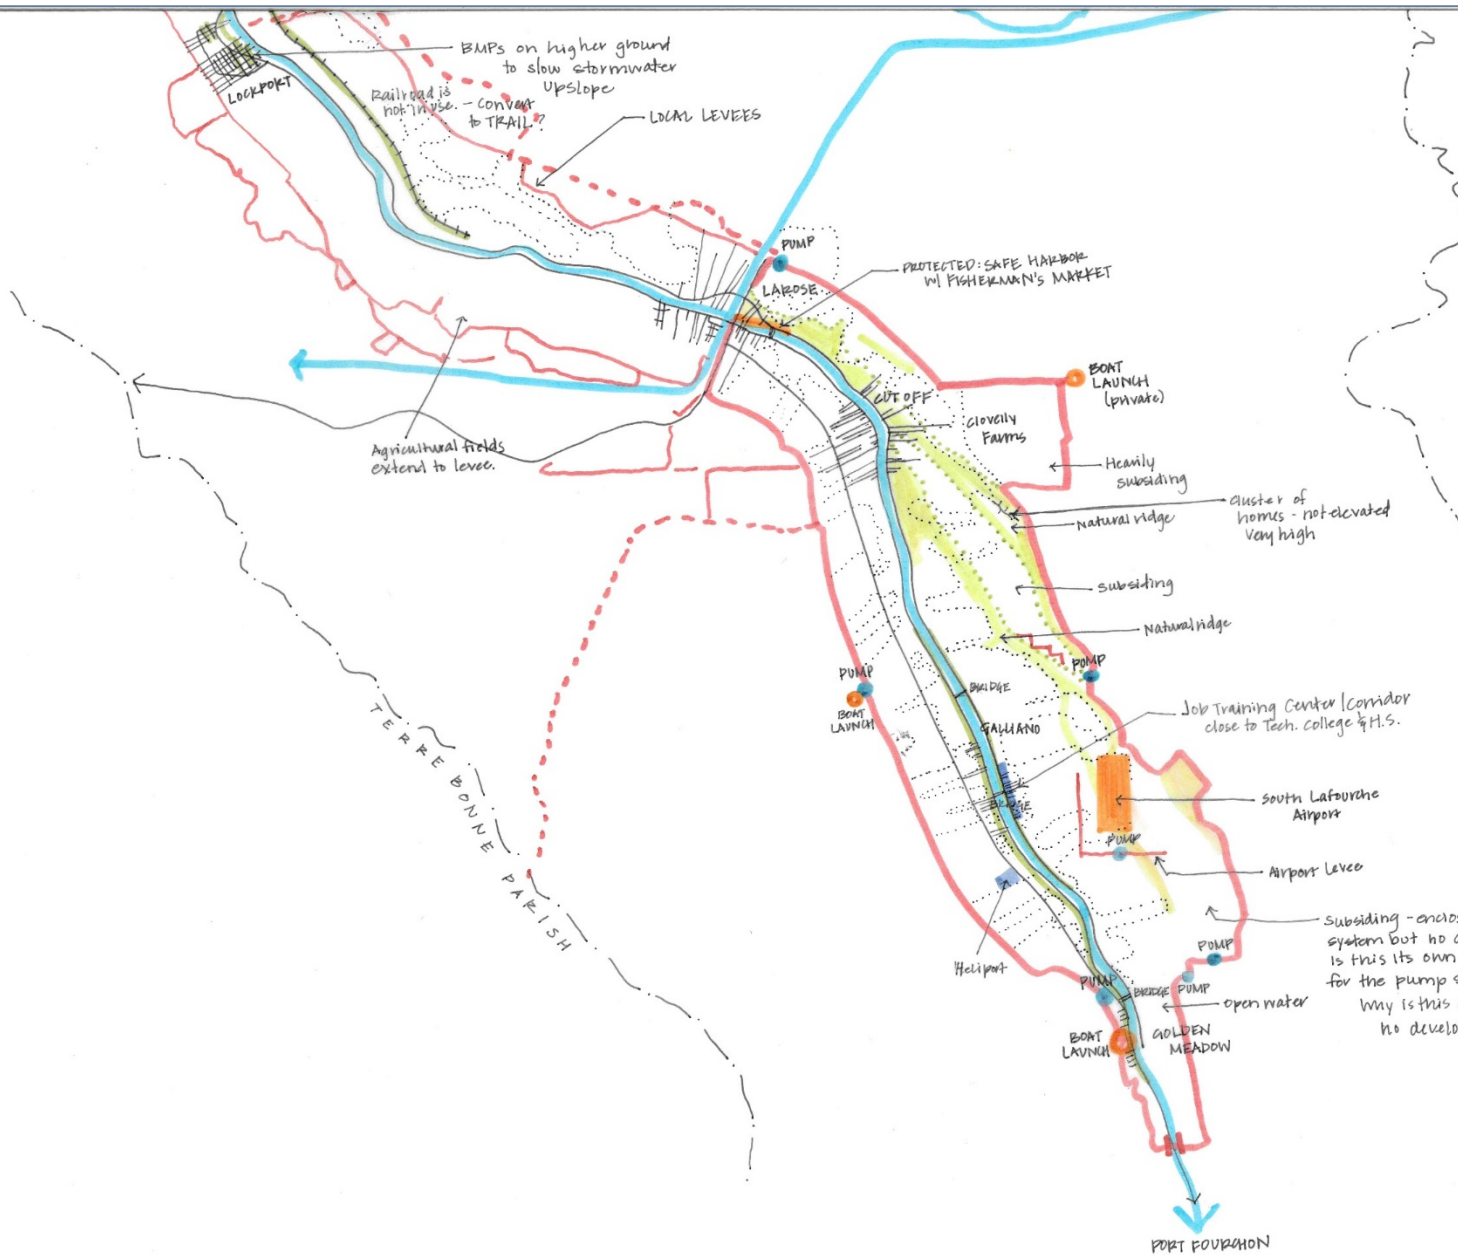 BMPs on higher ground
to slow stormwater
upslope
LOCKPORT
Railroad is
not in use. - convert
to TRAIL?
LOCAL LEVEES
PUMP
LAROSE
PROTECTED: SAFE HARBOR
W/ FISHERMAN'S MARKET
BOAT
LAUNCH
(private)
CUT OFF
Clovelly
Farms
Agricultural fields
extend to levee.
Heavily
subsiding
Cluster of
homes - not elevated
very high
Natural ridge
Subsiding
Natural ridge
PUMP
PUMP
BOAT
LAUNCH
BRIDGE
GALLIANO
Job Training Center/Corridor
close to Tech. College & H.S.
TERREBONNE PARISH
BRIDGE
South Lafourche
Airport
PUMP
Airport Levee
Heliport
Subsiding - enclos
system but no
is this its own
for the pump s
Why is this
no develo
PUMP
PUMP
PUMP
BRIDGE
Open water
BOAT
LAUNCH
GOLDEN
MEADOW
PORT FOURCHON